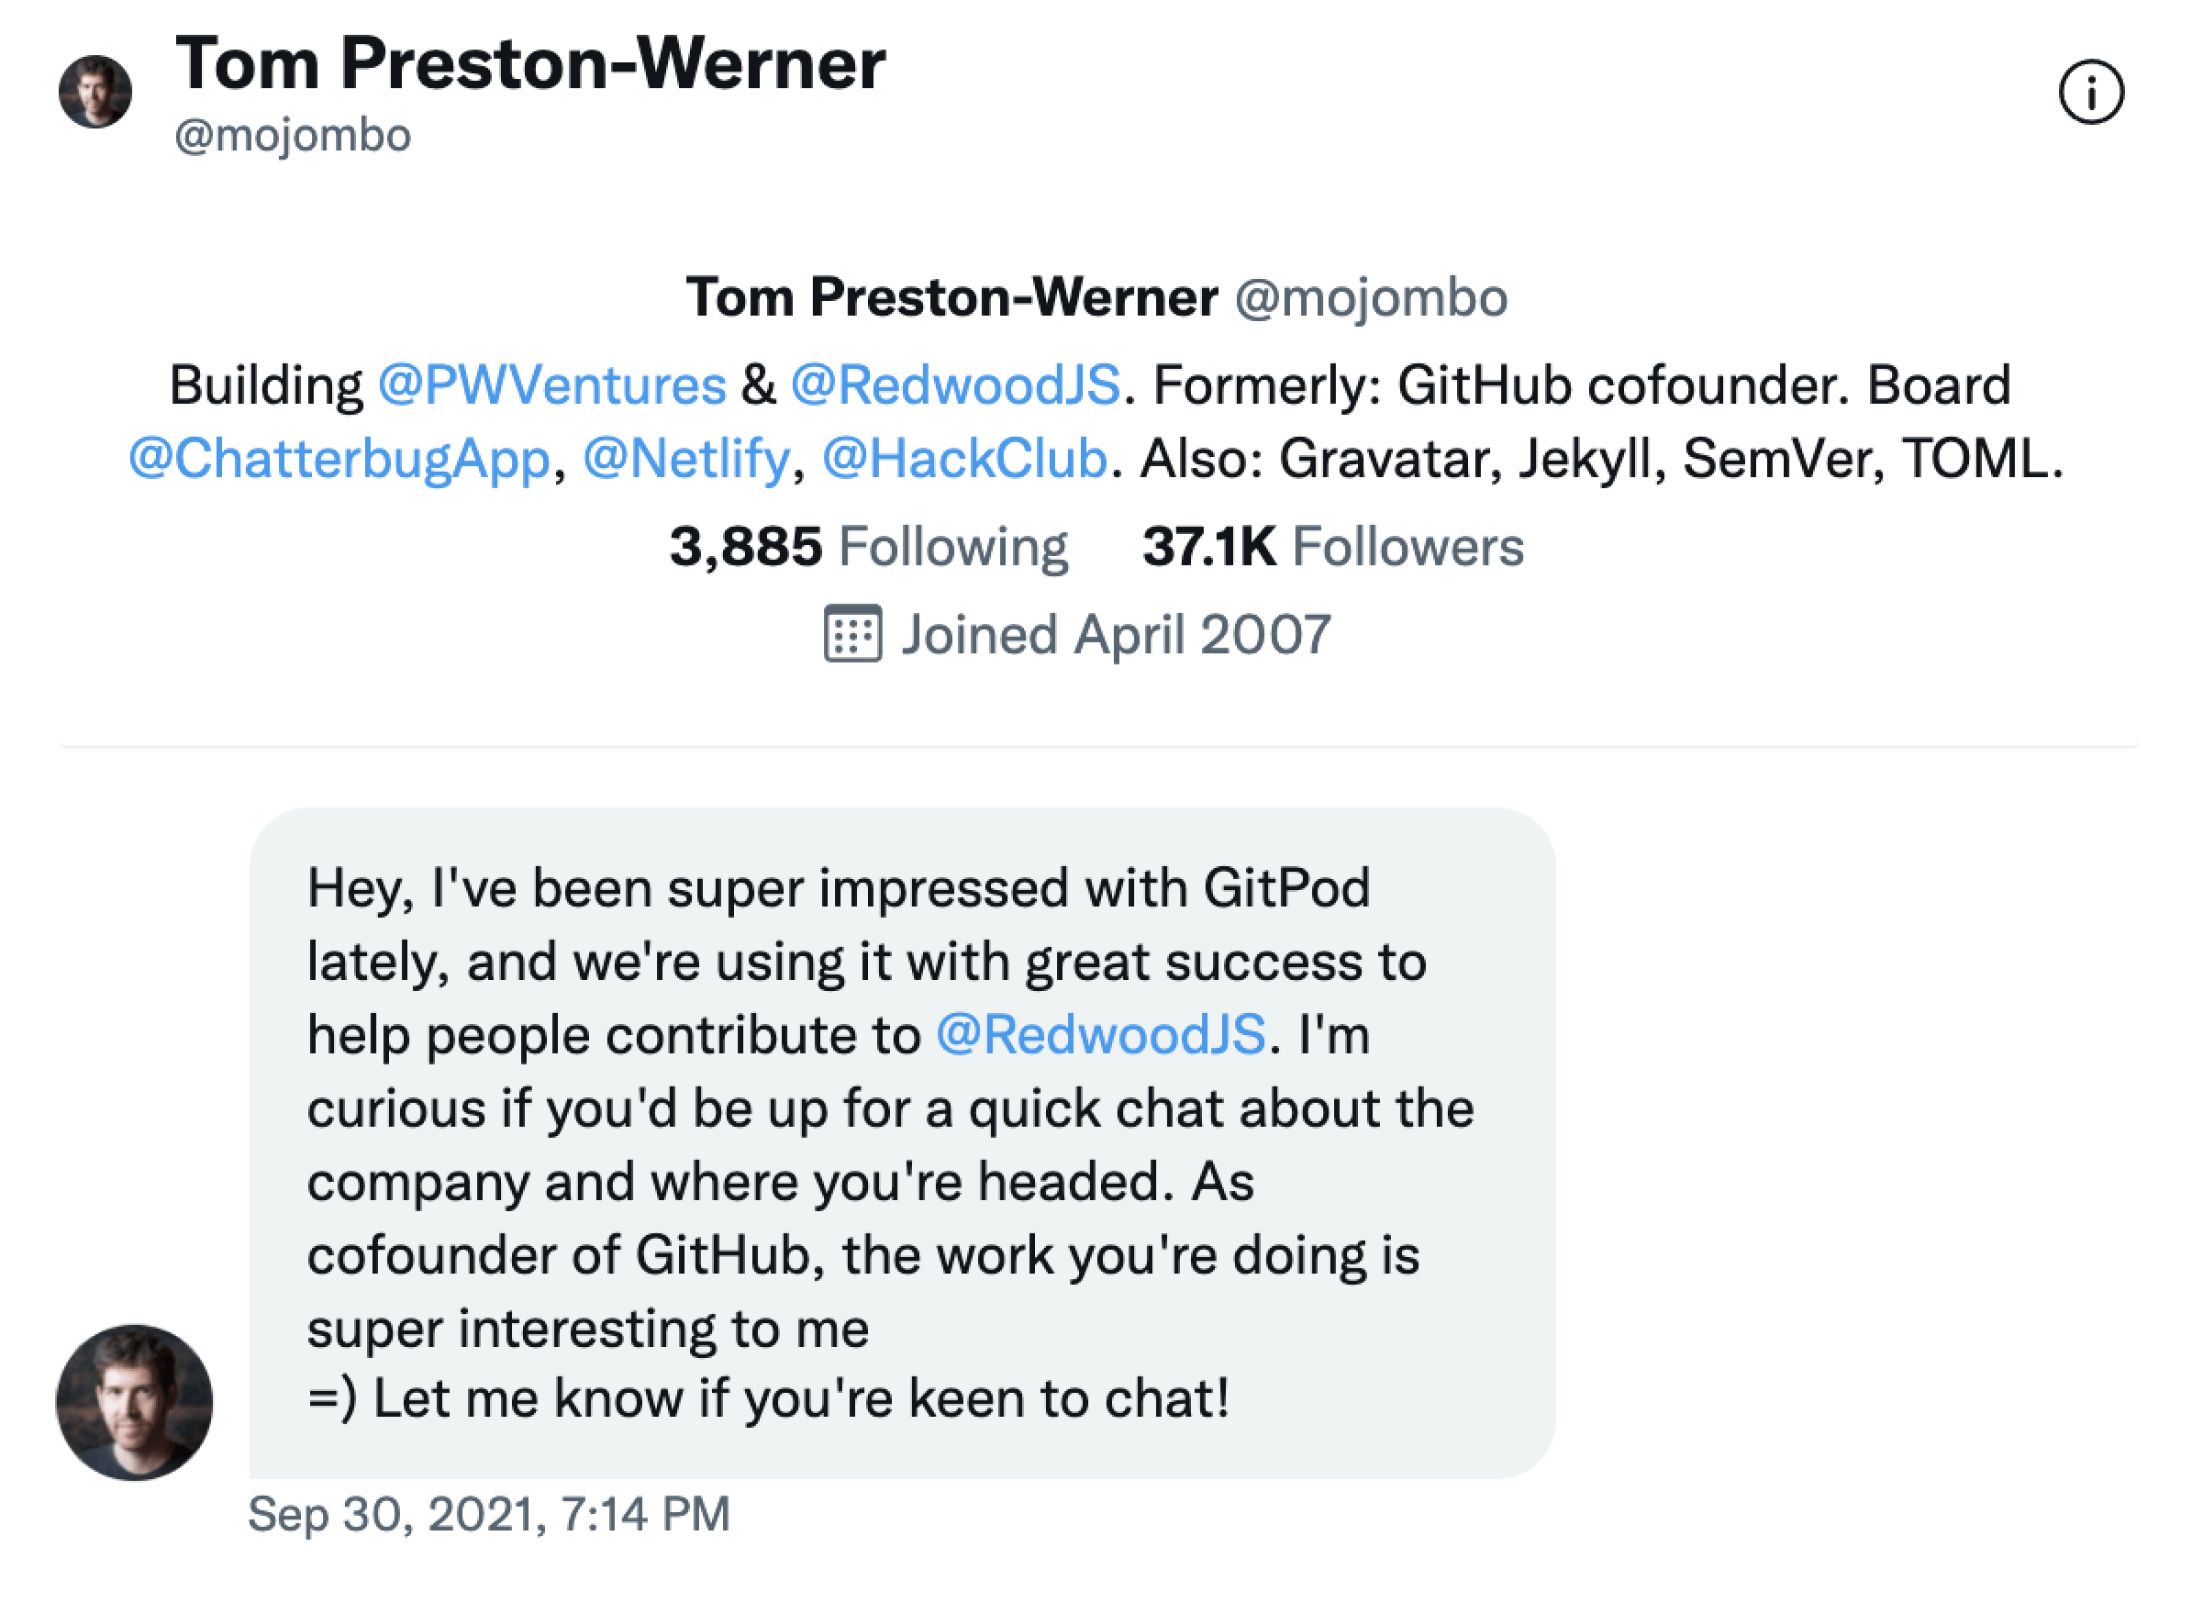 Tom Preston-Werner
@mojombo
Tom Preston-Werner @mojombo
Building @PWVentures & @RedwoodJS. Formerly: GitHub cofounder. Board
@ChatterbugApp, @Netlify, @HackClub. Also: Gravatar, Jekyll, SemVer, TOML.
3,885 Following 37.1K Followers
Joined April 2007
Hey, I've been super impressed with GitPod
lately, and we're using it with great success to
help people contribute to @RedwoodJS. I'm
curious if you'd be up for a quick chat about the
company and where you're headed. As
cofounder of GitHub, the work you're doing is
super interesting to me
=) Let me know if you're keen to chat!
Sep 30, 2021, 7:14 PM